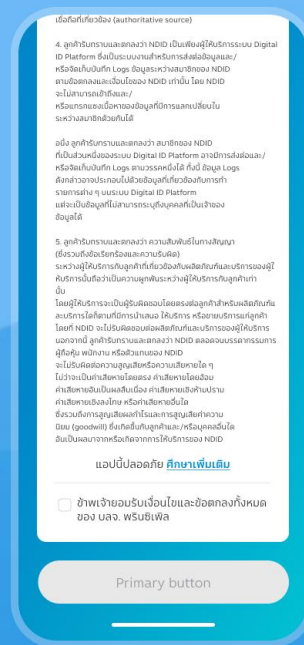 เชื่อถือที่เกี่ยวข้อง (authoritative source)
4. ลูกค้ารับทราบและตกลงว่า NDID เป็นเพียงผู้ให้บริการระบบ Digital
ID Platform ซึ่งเป็นระบบงานสำหรับการส่งต่อข้อมูลและ/
หรือจัดเก็บบันทึก Logs ข้อมูลระหว่างสมาชิกของ NDID
ตามข้อตกลงและเงื่อนไขของ NDID เท่านั้น โดย NDID
จะไม่สามารถเข้าถึงและ/
หรือแทรกแซงเนื้อหาของข้อมูลที่มีการแลกเปลี่ยนใน
ระหว่างสมาชิกด้วยกันได้
อนึ่ง ลูกค้ารับทราบและตกลงว่า สมาชิกของ NDID
ที่เป็นส่วนหนึ่งของระบบ Digital ID Platform อาจมีการส่งต่อและ/
หรือจัดเก็บบันทึก Logs ตามวรรคหนึ่งได้ ทั้งนี้ ข้อมูล Logs
ดังกล่าวอาจประกอบไปด้วยข้อมูลที่เกี่ยวข้องกับการทำ
รายการต่าง ๆ บนระบบ Digital ID Platform
แต่จะเป็นข้อมูลที่ไม่สามารถระบุถึงบุคคลที่เป็นเจ้าของ
ข้อมูลได้
5. ลูกค้ารับทราบและตกลงว่า ความสัมพันธ์ในทางสัญญา
(ซึ่งรวมถึงข้อเรียกร้องและความรับผิด)
ระหว่างผู้ให้บริการกับลูกค้าที่เกี่ยวข้องกับผลิตภัณฑ์และบริการของผู้ใ
ห้บริการนั้นถือว่าเป็นความผูกพันระหว่างผู้ให้บริการกับลูกค้าเท่า
นั้น
โดยผู้ให้บริการจะเป็นผู้รับผิดชอบโดยตรงต่อลูกค้าสำหรับผลิตภัณฑ์แ
ละบริการใดก็ตามที่มีการนำเสนอ ให้บริการ หรือขายบริการแก่ลูกค้า
โดยที่ NDID จะไม่รับผิดชอบต่อผลิตภัณฑ์และบริการของผู้ให้บริการ
นอกจากนี้ ลูกค้ารับทราบและตกลงว่า NDID ตลอดจนบรรดากรรมการ
ผู้ถือหุ้น พนักงาน หรือตัวแทนของ NDID
จะไม่รับผิดต่อความสูญเสียหรือความเสียหายใด ๆ
ไม่ว่าจะเป็นค่าเสียหายโดยตรง ค่าเสียหายโดยอ้อม
ค่าเสียหายอันเป็นผลสืบเนื่อง ค่าเสียหายเชิงห้ามปราม
ค่าเสียหายเชิงลงโทษ หรือค่าเสียหายอื่นใด
ซึ่งรวมถึงการสูญเสียผลกำไรและการสูญเสียค่าความ
นิยม (goodwill) ซึ่งเกิดขึ้นกับลูกค้าและ/หรือบุคคลอื่นใด
อันเป็นผลมาจากหรือเกิดจากการให้บริการของ NDID
แอปนี้ปลอดภัย ศึกษาเพิ่มเติม
ข้าพเจ้ายอมรับเงื่อนไขและข้อตกลงทั้งหมด
ของ บลจ. พรินซิเพิล
Primary button